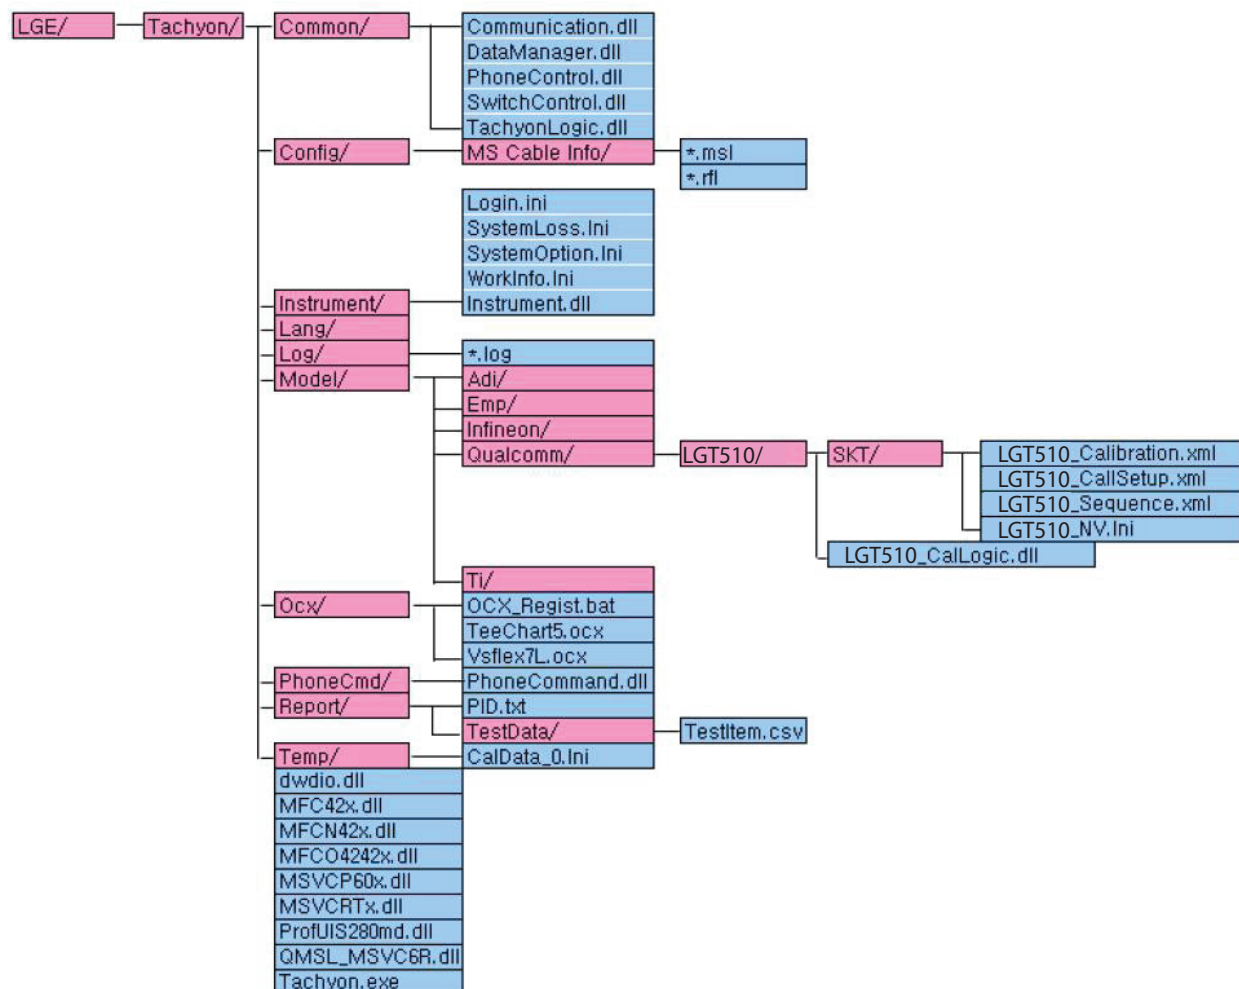 LGE/ Tachyon/ Common/ Communication.dll
DataManager.dll
PhoneControl.dll
SwitchControl.dll
TachyonLogic.dll
Config/ MS Cable Info/ *.msl
*.rfl
Login.ini
SystemLoss.Ini
SystemOption.Ini
WorkInfo.Ini
Instrument/ Instrument.dll
Lang/
Log/ *.log
Model/ Adi/
Emp/
Infineon/
Qualcomm/ LGT510/ SKT/ LGT510_Calibration.xml
LGT510_CallSetup.xml
LGT510_Sequence.xml
LGT510_NV.Ini
LGT510_CalLogic.dll
Ti/
Ocx/ OCX_Regist.bat
TeeChart5.ocx
Vsflex7L.ocx
PhoneCmd/ PhoneCommand.dll
Report/ PID.txt
TestData/ TestItem.csv
Temp/ CalData_0.Ini
dwdio.dll
MFC42x.dll
MFCN42x.dll
MFCO4242x.dll
MSVCP60x.dll
MSVCRTx.dll
ProfUIS280md.dll
QMSL_MSVC6R.dll
Tachyon.exe